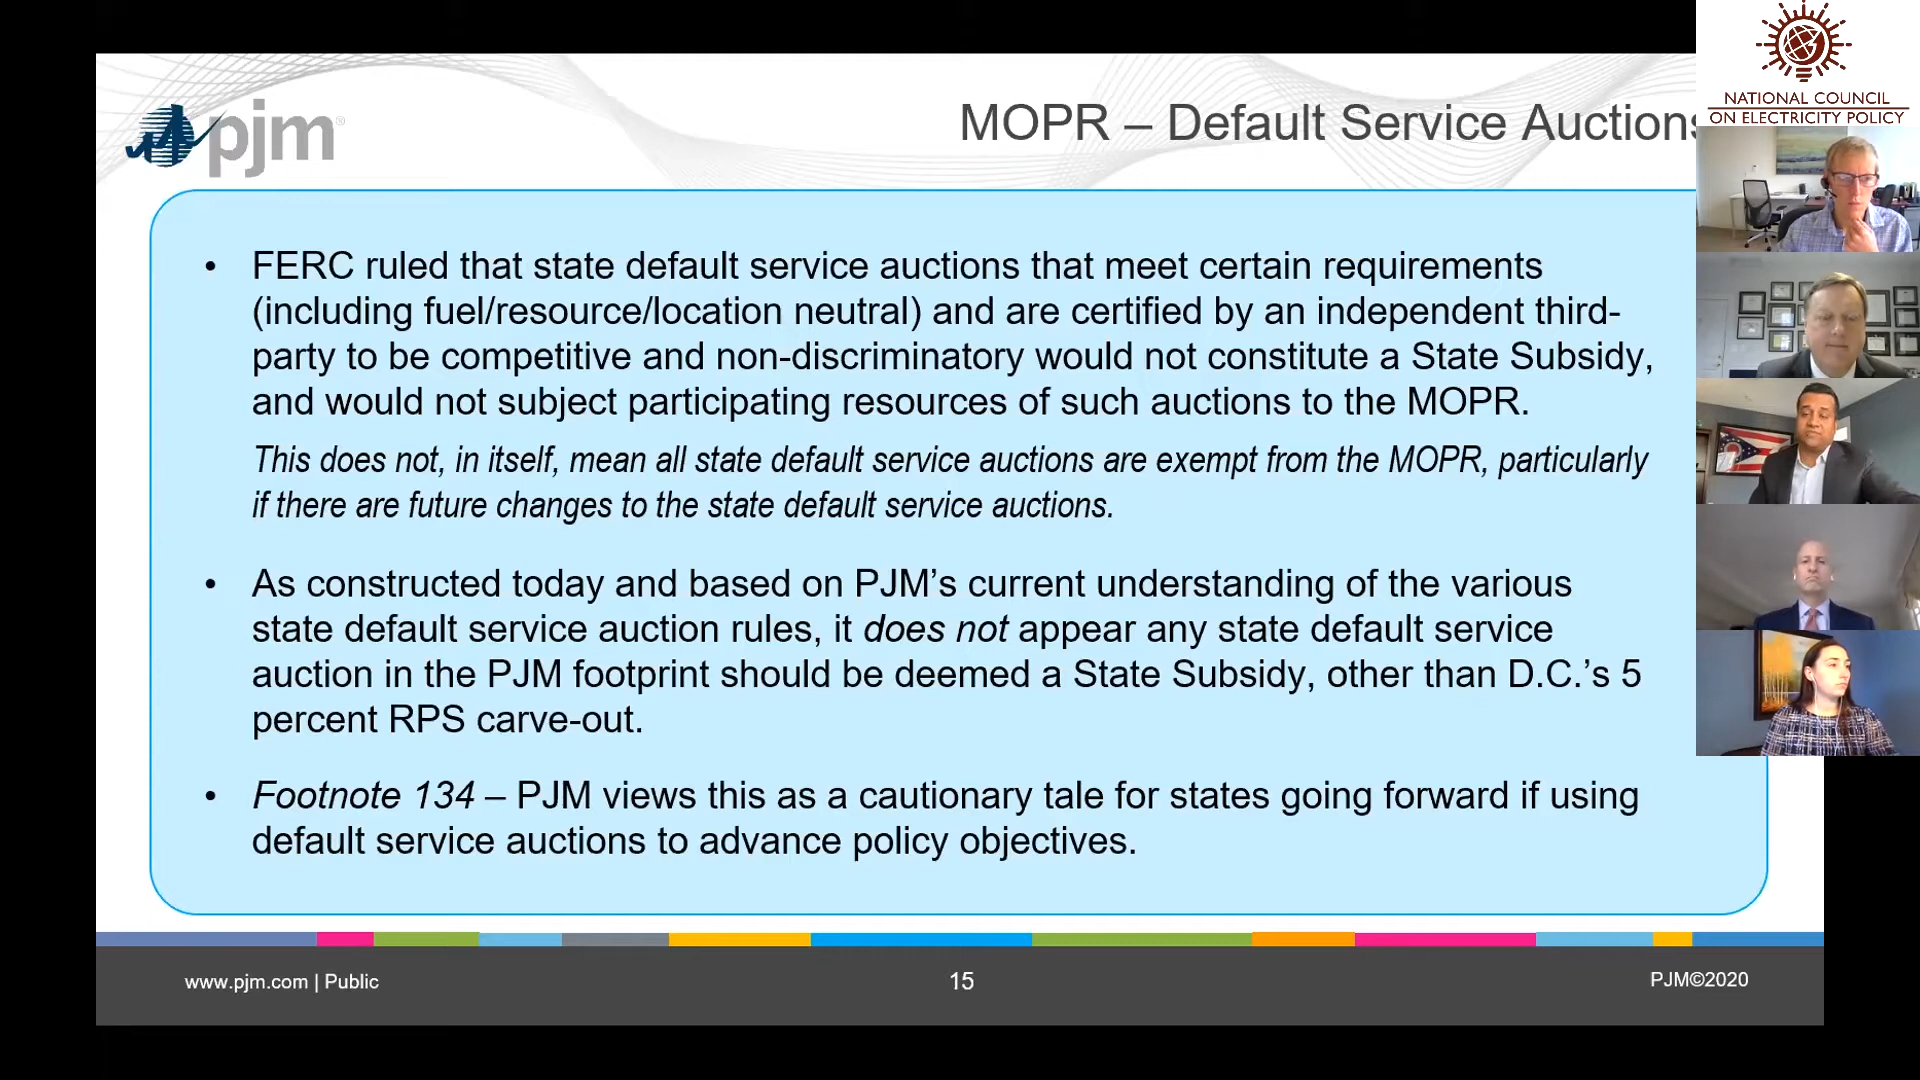 NATIONAL COUNCIL
ON ELECTRICITY POLICY
pjm®
MOPR – Default Service Auctions
• FERC ruled that state default service auctions that meet certain requirements
(including fuel/resource/location neutral) and are certified by an independent third-
party to be competitive and non-discriminatory would not constitute a State Subsidy,
and would not subject participating resources of such auctions to the MOPR.
This does not, in itself, mean all state default service auctions are exempt from the MOPR, particularly
if there are future changes to the state default service auctions.
• As constructed today and based on PJM’s current understanding of the various
state default service auction rules, it does not appear any state default service
auction in the PJM footprint should be deemed a State Subsidy, other than D.C.’s 5
percent RPS carve-out.
• Footnote 134 – PJM views this as a cautionary tale for states going forward if using
default service auctions to advance policy objectives.
www.pjm.com | Public
15
PJM©2020